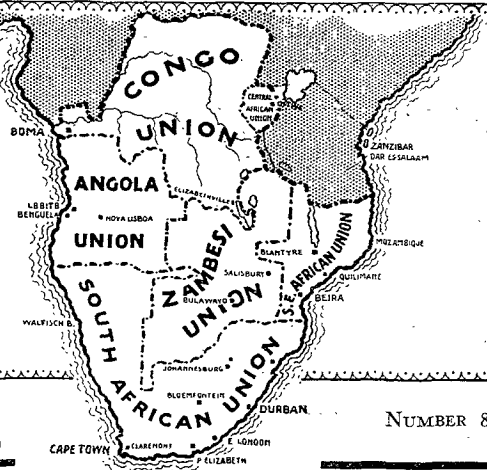 CONGO
UNION
CENTRAL
AFRICAN
UNION
BOMA
ZANZIBAR
DAR ES SALAAM
ANGOLA
ELIZABETHVILLE
BENGUELA
NOVA LISBOA
UNION
ZAMBESI
UNION
BLANTYRE
SALISBURY
BULAWAYO
S.E. AFRICAN UNION
MOZAMBIQUE
QUILIMANE
BEIRA
SOUTH AFRICAN UNION
WALFISCH B.
JOHANNESBURG
BLOEMFONTEIN
DURBAN
CAPE TOWN
CLAREMONT
E LONDON
P ELIZABETH
NUMBER 8